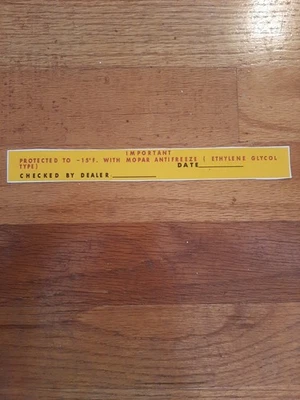 IMPORTANT
PROTECTED TO -15°F. WITH MOPAR ANTIFREEZE ( ETHYLENE GLYCOL
TYPE) DATE
CHECKED BY DEALER